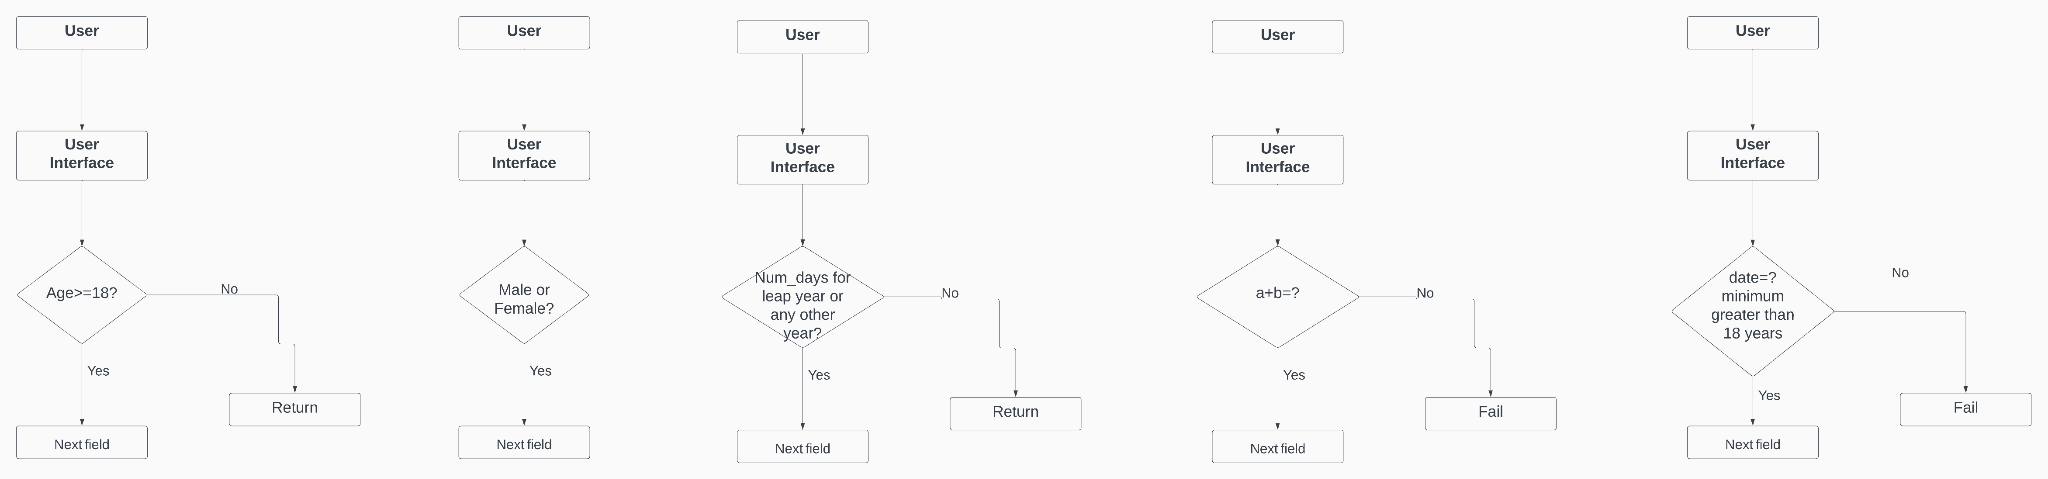 User
User
Interface
Age>=18?
No
Yes
Return
Next field
User
User
Interface
Male or
Female?
Yes
Next field
User
User
Interface
Num_days for
leap year or
any other
year?
No
Yes
Return
Next field
User
User
Interface
a+b=?
No
Yes
Fail
Next field
User
User
Interface
date=?
minimum
greater than
18 years
No
Yes
Fail
Next field